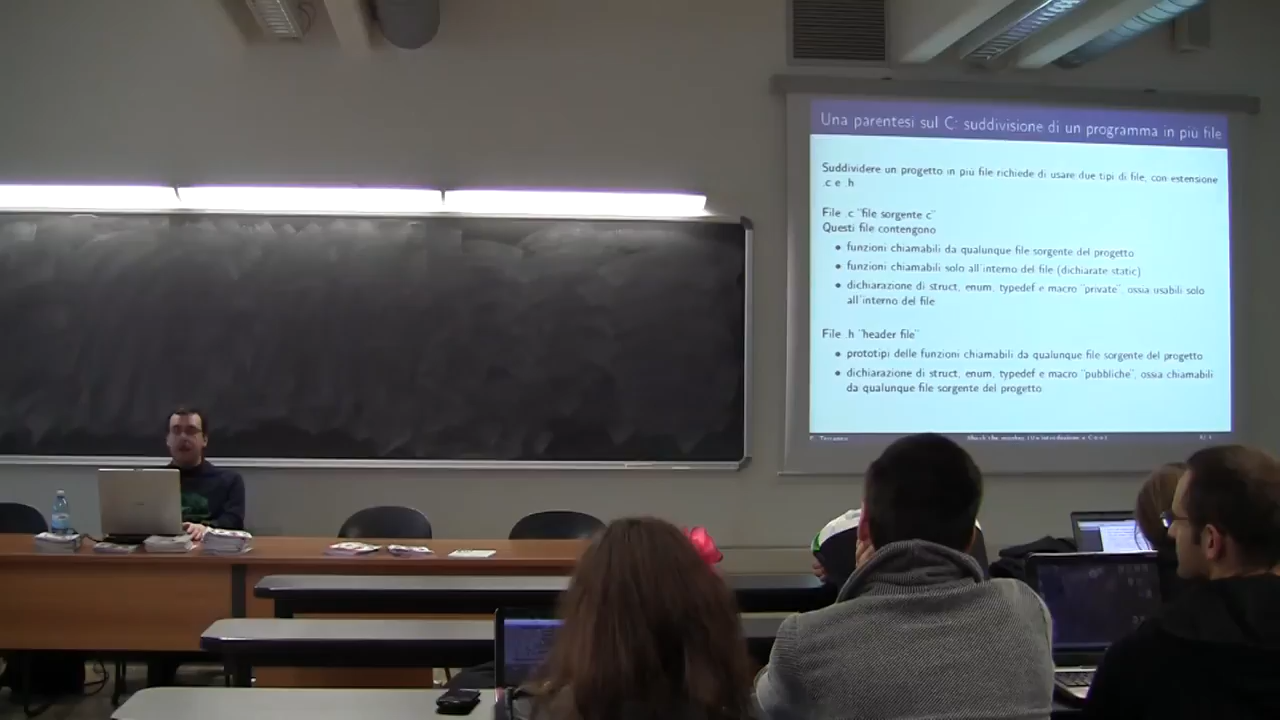 Una parentesi sul C: suddivisione di un programma in più file
Suddividere un progetto in più file richiede di usare due tipi di file, con estensione
.c e .h
File .c "file sorgente c"
Questi file contengono
• funzioni chiamabili da qualunque file sorgente del progetto
• funzioni chiamabili solo all'interno del file (dichiarate static)
• dichiarazione di struct, enum, typedef e macro "private", ossia usabili solo
all'interno del file
File .h "header file"
• prototipi delle funzioni chiamabili da qualunque file sorgente del progetto
• dichiarazione di struct, enum, typedef e macro "pubbliche", ossia chiamabili
da qualunque file sorgente del progetto